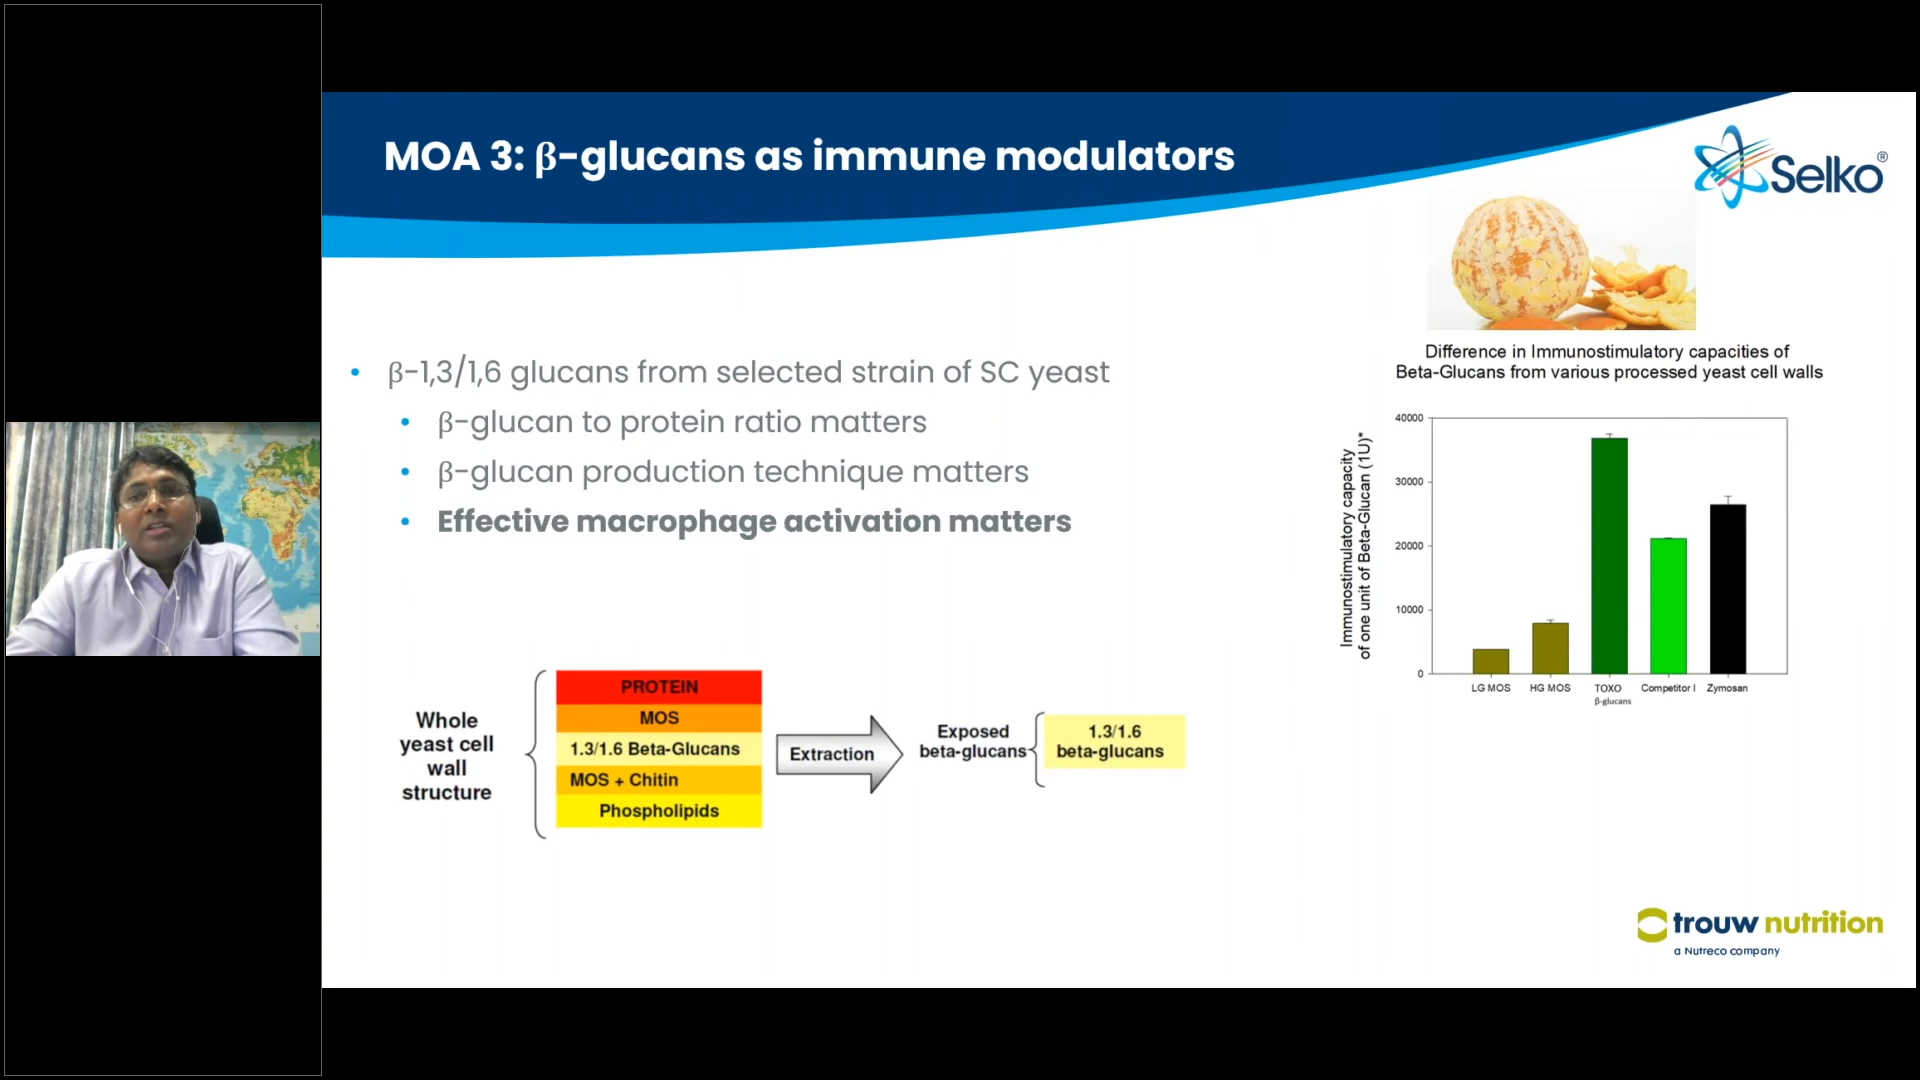 MOA 3: β-glucans as immune modulators
Selko®
β-1,3/1,6 glucans from selected strain of SC yeast
β-glucan to protein ratio matters
β-glucan production technique matters
Effective macrophage activation matters
Whole
yeast cell
wall
structure
PROTEIN
MOS
1.3/1.6 Beta-Glucans
MOS + Chitin
Phospholipids
Extraction
Exposed
beta-glucans
1.3/1.6
beta-glucans
Difference in Immunostimulatory capacities of
Beta-Glucans from various processed yeast cell walls
Immunostimulatory capacity
of one unit of Beta-Glucan (1U)*
40000
30000
20000
10000
0
LG MOS
HG MOS
TOXO
β-glucans
Competitor I
Zymosan
trouw nutrition
a Nutreco company